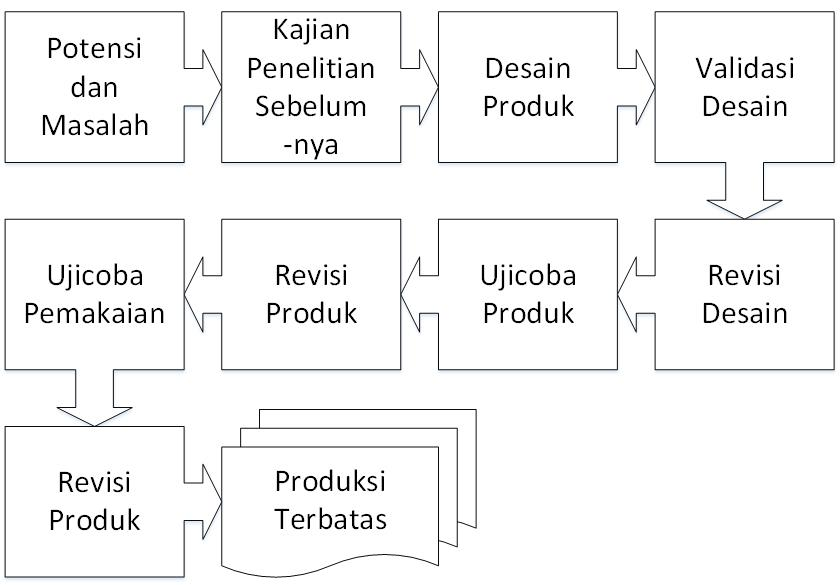 Potensi
dan
Masalah
Kajian
Penelitian
Sebelum
-nya
Desain
Produk
Validasi
Desain
Revisi
Desain
Ujicoba
Produk
Revisi
Produk
Ujicoba
Pemakaian
Revisi
Produk
Produksi
Terbatas